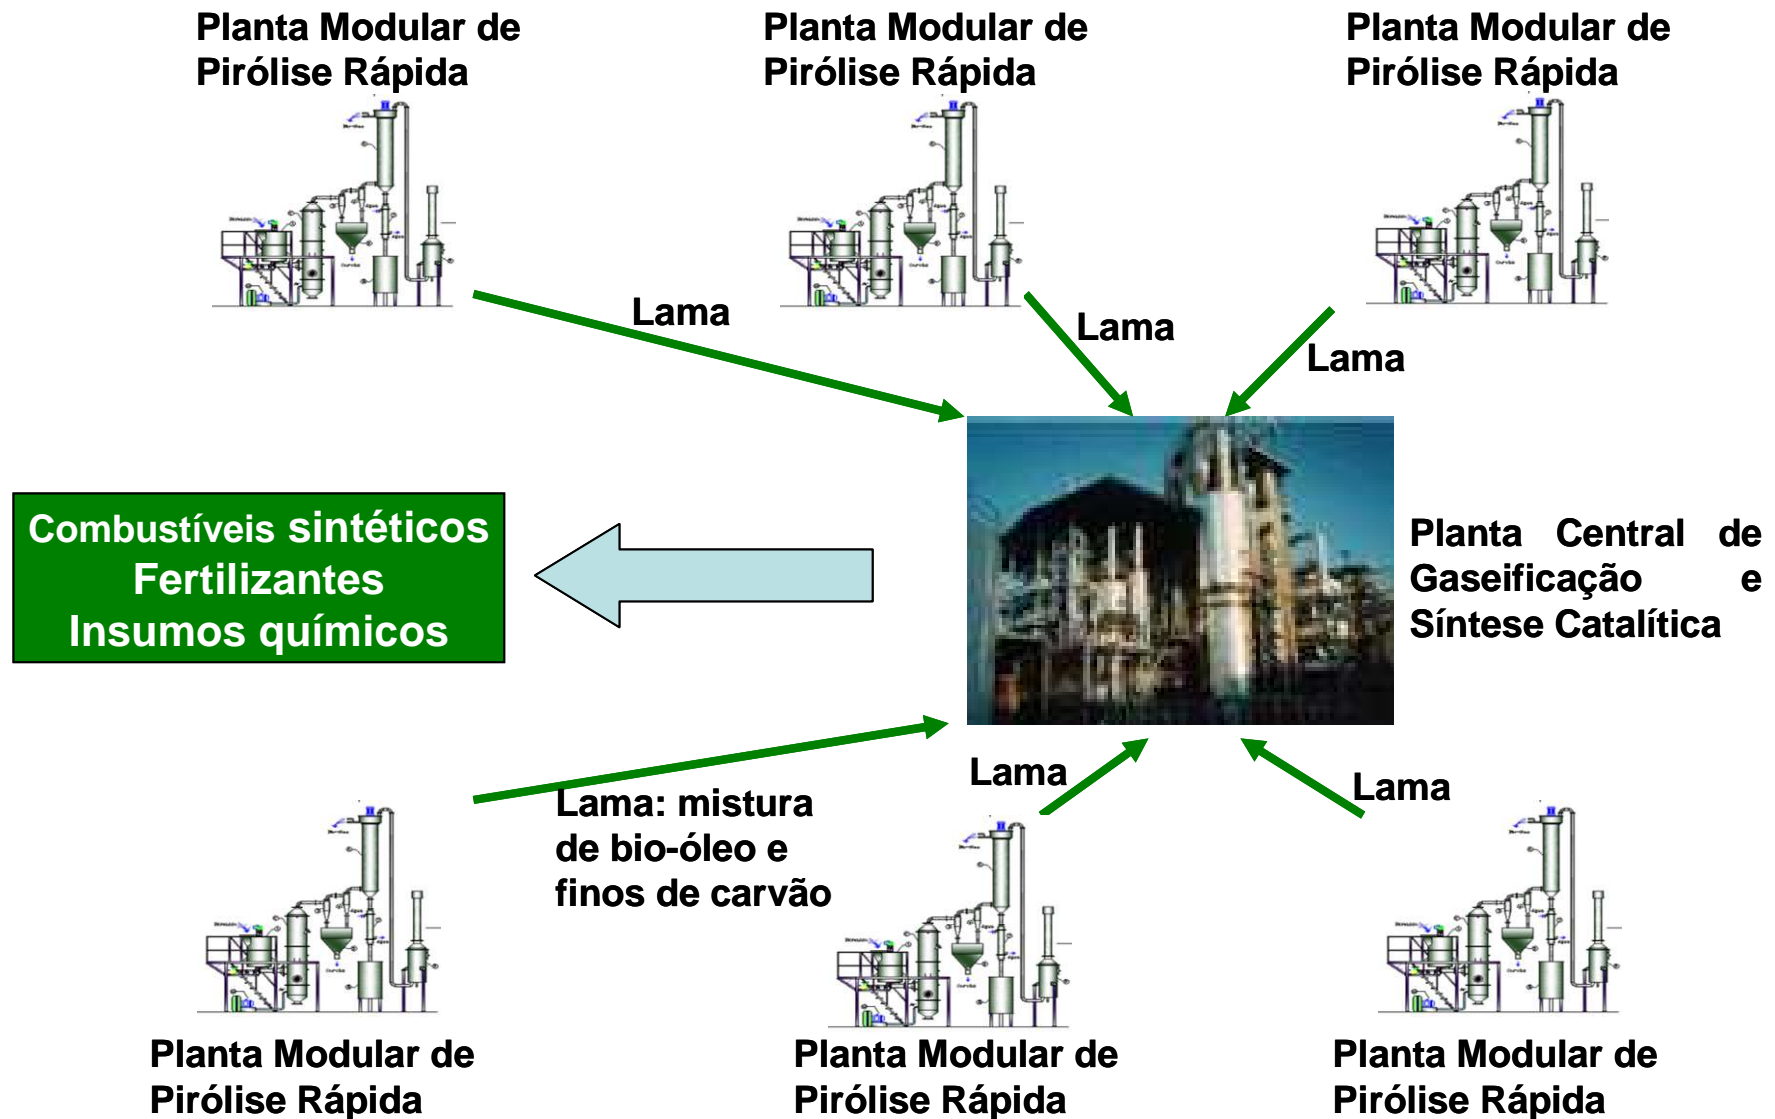 Planta Modular de
Pirólise Rápida
Planta Modular de
Pirólise Rápida
Planta Modular de
Pirólise Rápida
Lama
Lama
Lama
Combustíveis sintéticos
Fertilizantes
Insumos químicos
Planta Central de
Gaseificação e
Síntese Catalítica
Lama
Lama
Lama: mistura
de bio-óleo e
finos de carvão
Planta Modular de
Pirólise Rápida
Planta Modular de
Pirólise Rápida
Planta Modular de
Pirólise Rápida